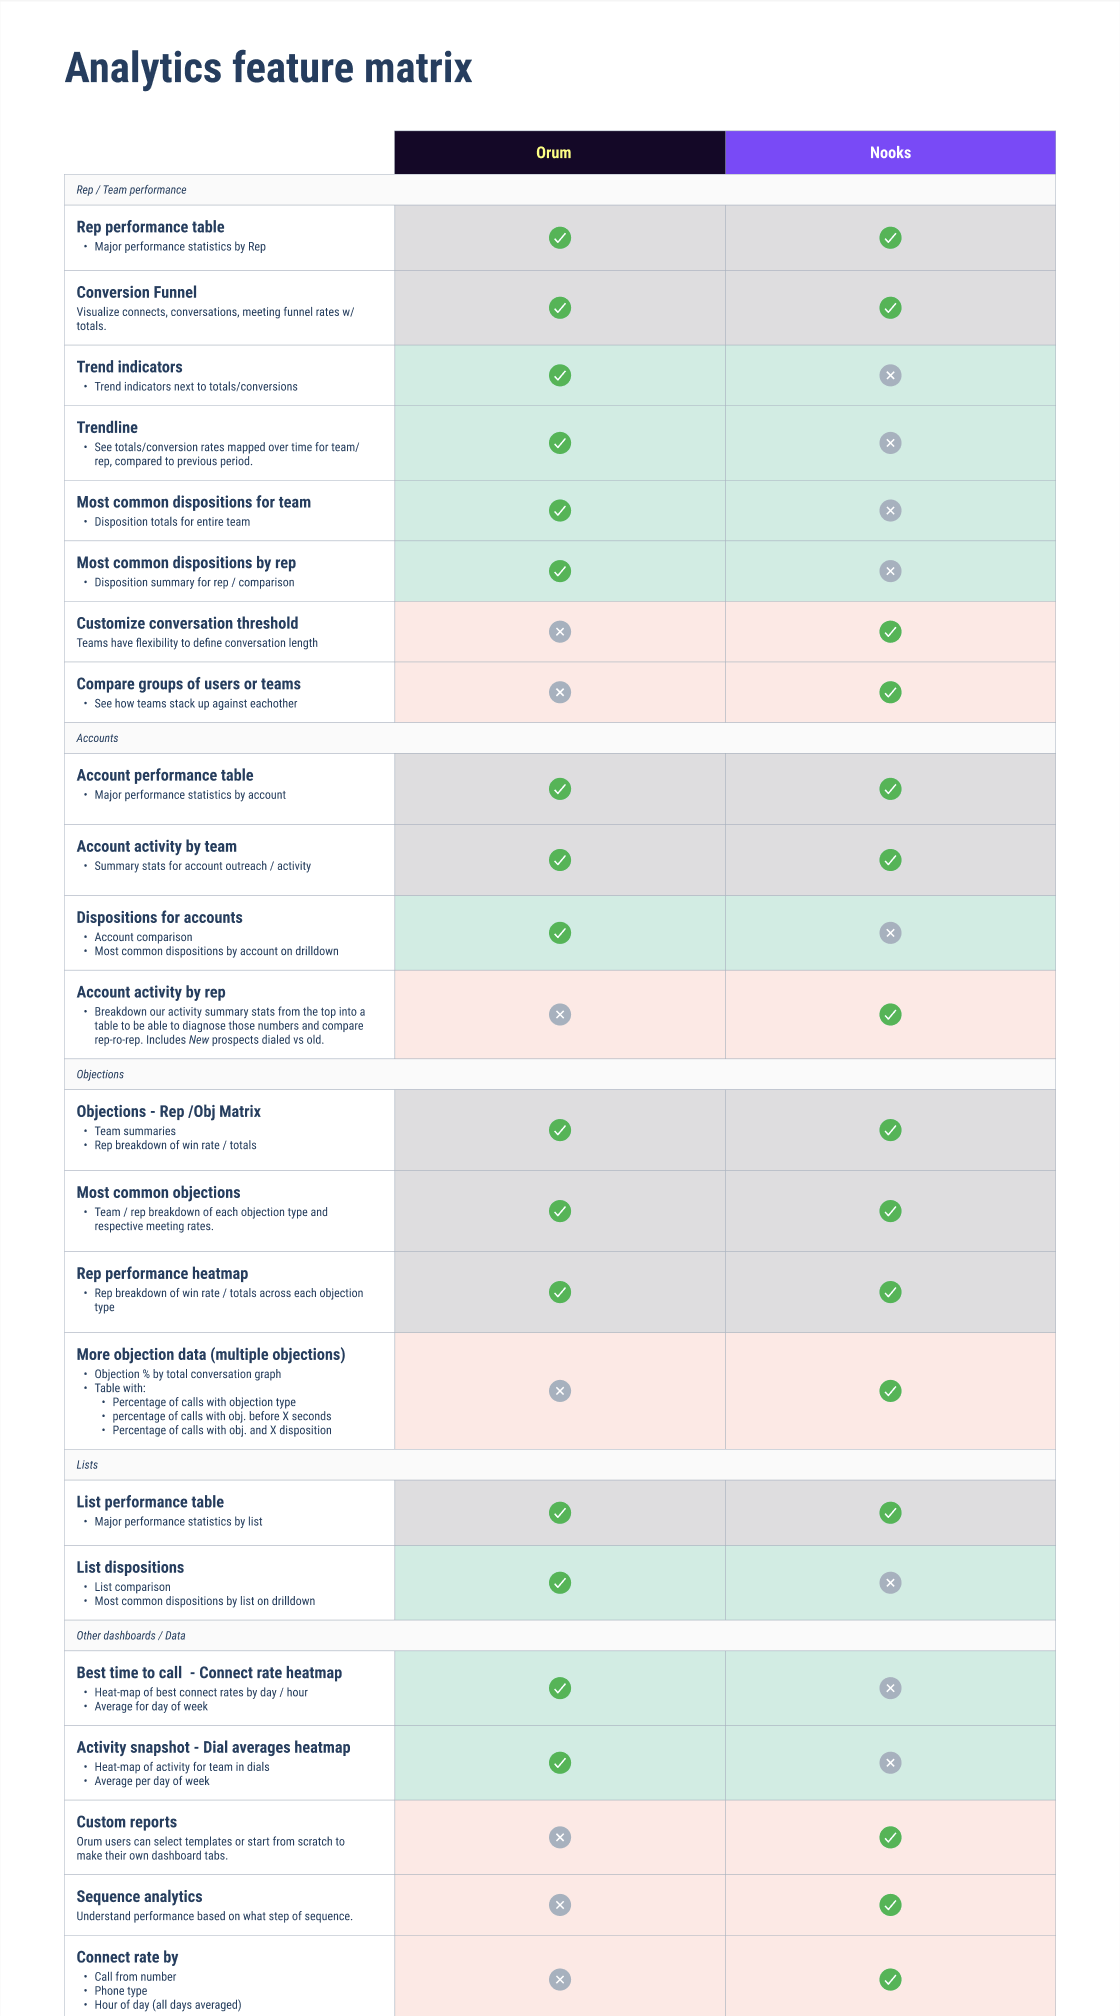 Analytics feature matrix
Orum
Nooks
Rep / Team performance
Rep performance table
• Major performance statistics by Rep
Conversion Funnel
Visualize connects, conversations, meeting funnel rates w/
totals.
Trend indicators
• Trend indicators next to totals/conversions
Trendline
• See totals/conversion rates mapped over time for team/
rep, compared to previous period.
Most common dispositions for team
• Disposition totals for entire team
Most common dispositions by rep
• Disposition summary for rep / comparison
Customize conversation threshold
Teams have flexibility to define conversation length
Compare groups of users or teams
• See how teams stack up against eachother
Accounts
Account performance table
• Major performance statistics by account
Account activity by team
• Summary stats for account outreach / activity
Dispositions for accounts
• Account comparison
• Most common dispositions by account on drilldown
Account activity by rep
• Breakdown our activity summary stats from the top into a
table to be able to diagnose those numbers and compare
rep-ro-rep. Includes New prospects dialed vs old.
Objections
Objections - Rep /Obj Matrix
• Team summaries
• Rep breakdown of win rate / totals
Most common objections
• Team / rep breakdown of each objection type and
respective meeting rates.
Rep performance heatmap
• Rep breakdown of win rate / totals across each objection
type
More objection data (multiple objections)
• Objection % by total conversation graph
• Table with:
• Percentage of calls with objection type
• percentage of calls with obj. before X seconds
• Percentage of calls with obj. and X disposition
Lists
List performance table
• Major performance statistics by list
List dispositions
• List comparison
• Most common dispositions by list on drilldown
Other dashboards / Data
Best time to call  - Connect rate heatmap
• Heat-map of best connect rates by day / hour
• Average for day of week
Activity snapshot - Dial averages heatmap
• Heat-map of activity for team in dials
• Average per day of week
Custom reports
Orum users can select templates or start from scratch to
make their own dashboard tabs.
Sequence analytics
Understand performance based on what step of sequence.
Connect rate by
• Call from number
• Phone type
• Hour of day (all days averaged)